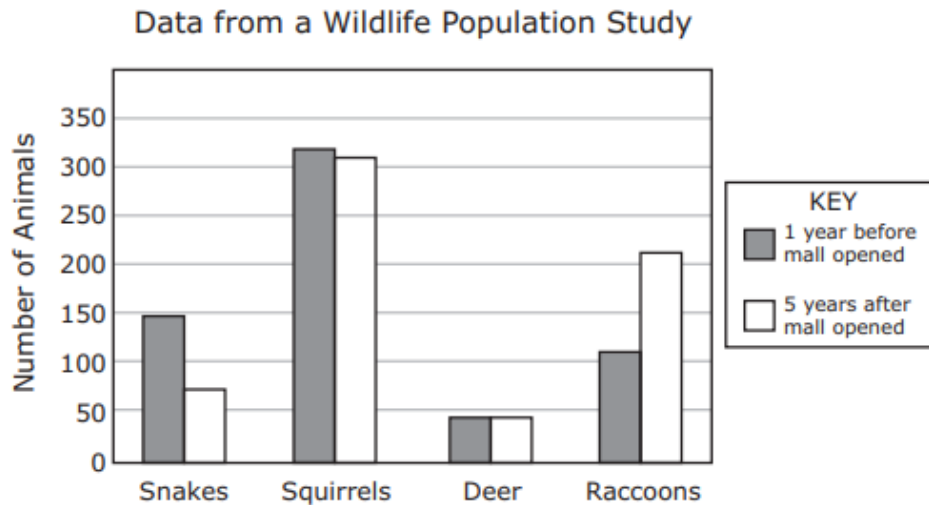 Data from a Wildlife Population Study
Number of Animals
350
300
250
200
150
100
50
0
Snakes
Squirrels
Deer
Raccoons
KEY
1 year before
mall opened
5 years after
mall opened